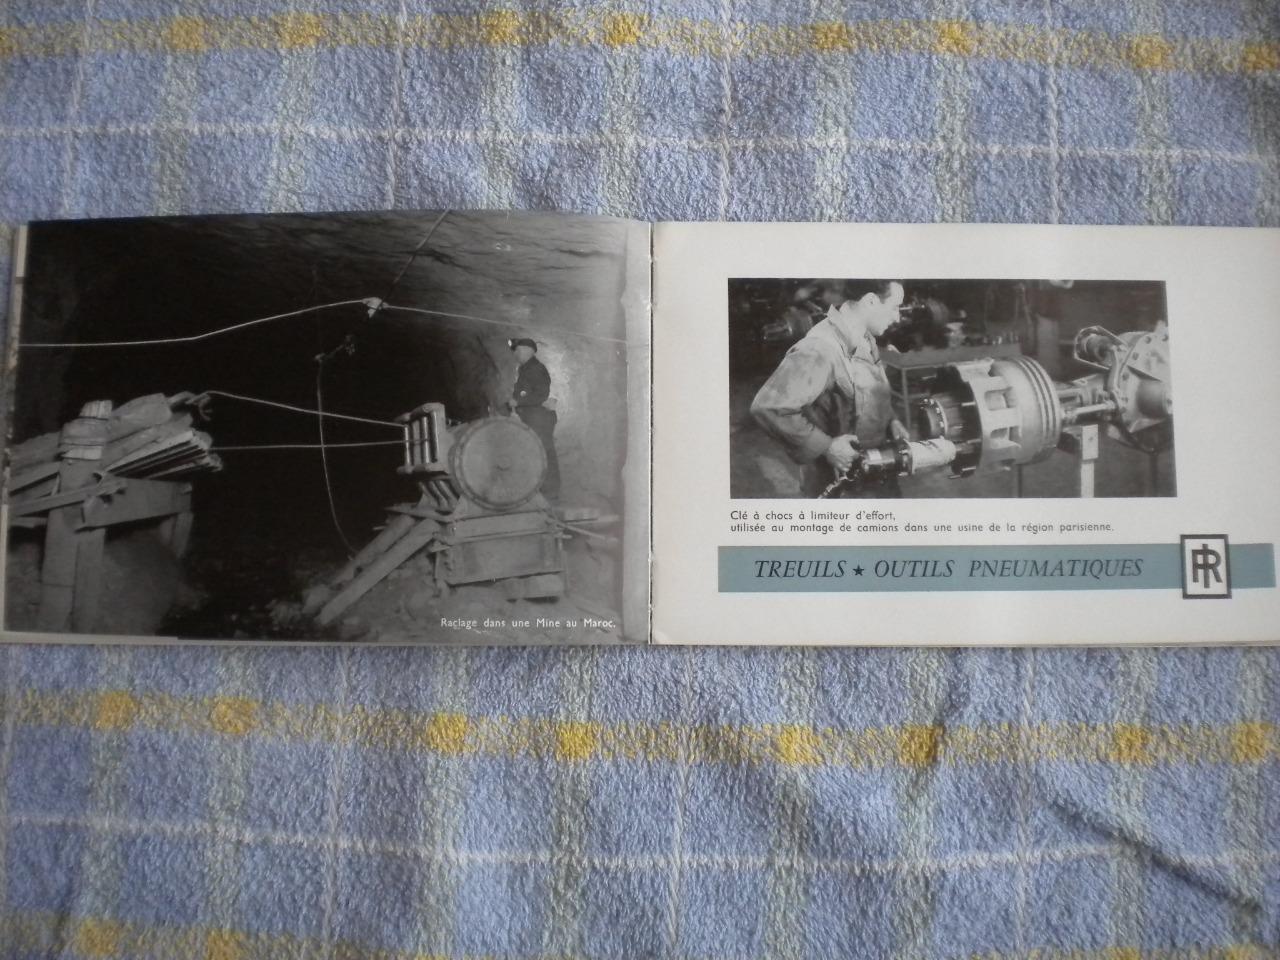 Raclage dans une Mine au Maroc.
Clé à chocs à limiteur d'effort,
utilisée au montage de camions dans une usine de la région parisienne.
TREUILS ★ OUTILS PNEUMATIQUES
IR